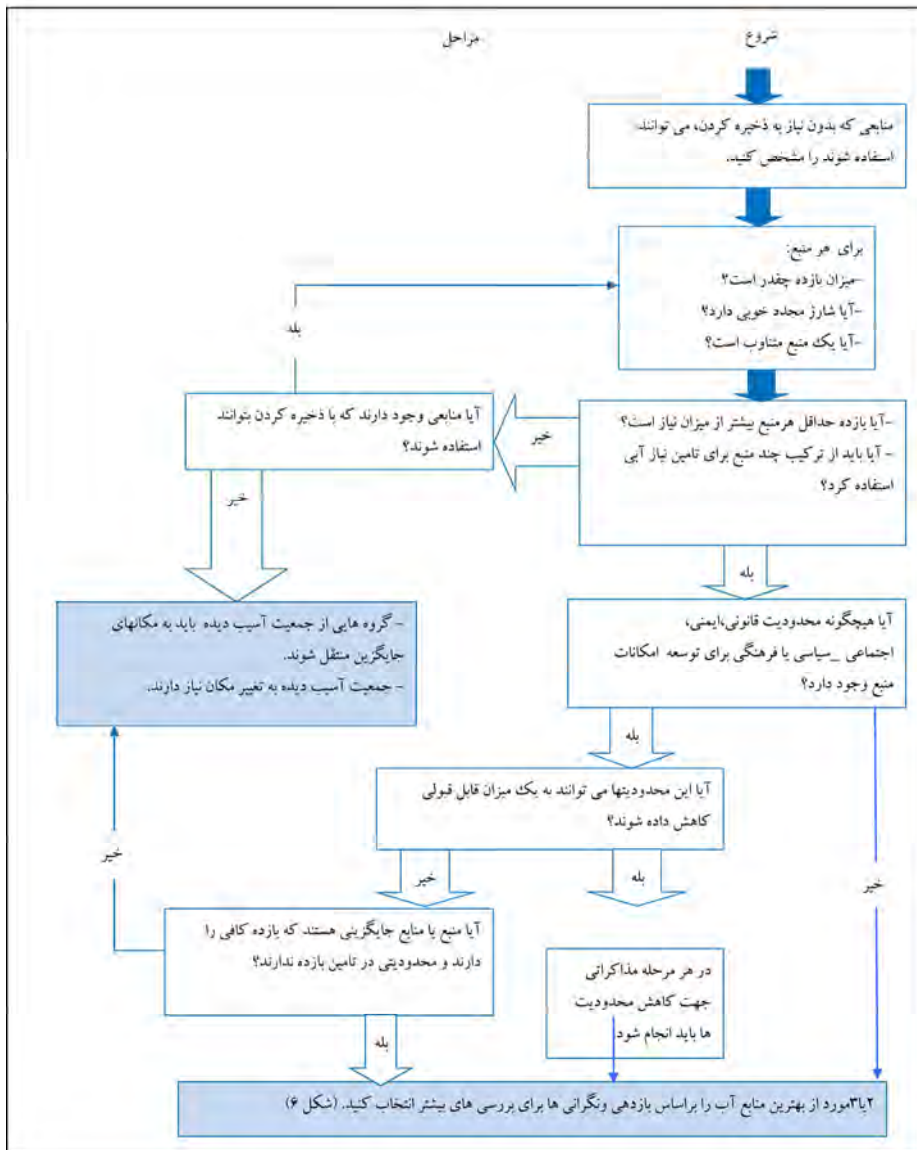 شروع
مراحل
منابعی که بدون نیاز به ذخیره کردن، می توانند
استفاده شوند را مشخص کنید.
برای هر منبع:
-میزان بازده چقدر است؟
-آیا شارژ مجدد خوبی دارد؟
-آیا یک منبع متناوب است؟
بله
-آیا بازده حداقل هرمنبع بیشتر از میزان نیاز است؟
- آیا باید از ترکیب چند منبع برای تامین نیاز آبی
استفاده کرد؟
خیر
آیا منابعی وجود دارند که با ذخیره کردن بتوانند
استفاده شوند؟
خیر
بله
- گروه هایی از جمعیت آسیب دیده باید به مکانهای
جایگزین منتقل شوند.
- جمعیت آسیب دیده به تغییر مکان نیاز دارند.
آیا هیچگونه محدودیت قانونی،ایمنی،
اجتماعی _سیاسی یا فرهنگی برای توسعه امکانات
منبع وجود دارد؟
بله
آیا این محدودیتها می توانند به یک میزان قابل قبولی
کاهش داده شوند؟
خیر
بله
خیر
خیر
آیا منبع یا منابع جایگزینی هستند که بازده کافی را
دارند و محدودیتی در تامین بازده ندارند؟
در هر مرحله مذاکراتی
جهت کاهش محدودیت
ها باید انجام شود
بله
۲یا۳مورد از بهترین منابع آب را براساس بازدهی ونگرانی ها برای بررسی های بیشتر انتخاب کنید. (شکل ۶)